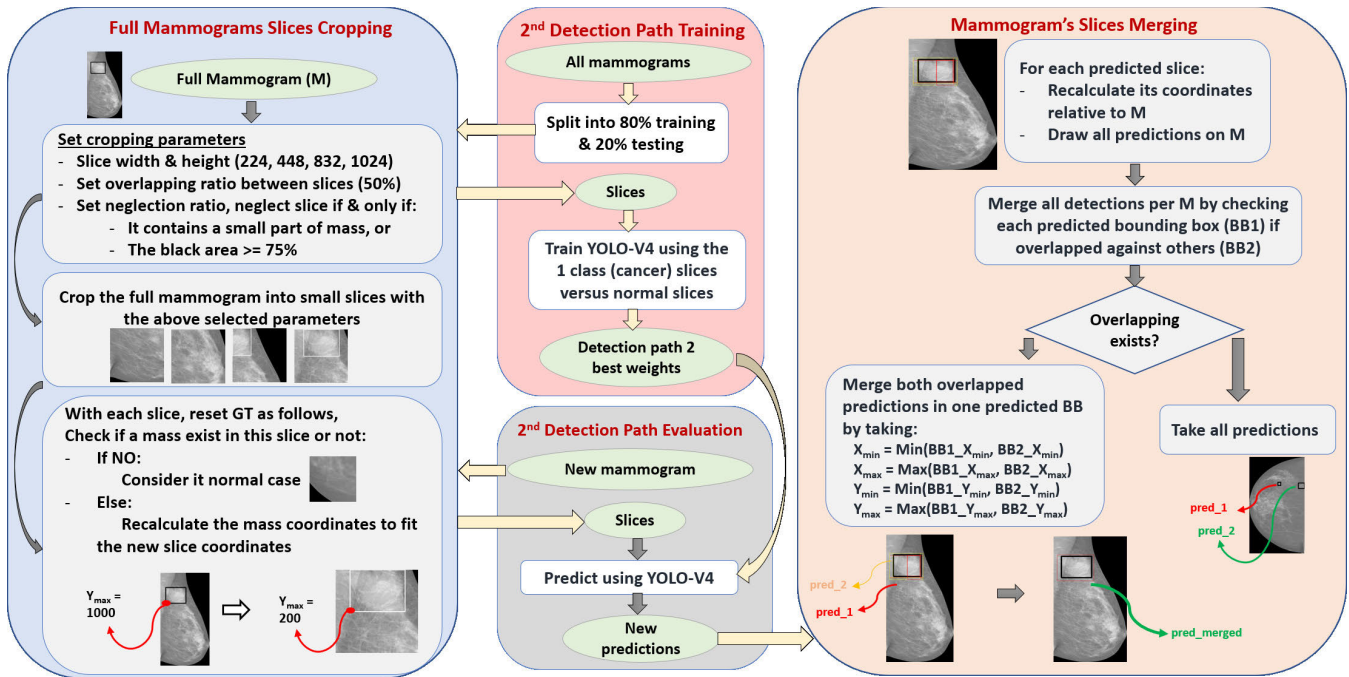 Full Mammograms Slices Cropping
Full Mammogram (M)
Set cropping parameters
- Slice width & height (224, 448, 832, 1024)
- Set overlapping ratio between slices (50%)
- Set neglection ratio, neglect slice if & only if:
- It contains a small part of mass, or
- The black area >= 75%
Crop the full mammogram into small slices with
the above selected parameters
With each slice, reset GT as follows,
Check if a mass exist in this slice or not:
- If NO:
Consider it normal case
- Else:
Recalculate the mass coordinates to fit
the new slice coordinates
Ymax =
1000
Ymax =
200
2nd Detection Path Training
All mammograms
Split into 80% training
& 20% testing
Slices
Train YOLO-V4 using the
1 class (cancer) slices
versus normal slices
Detection path 2
best weights
2nd Detection Path Evaluation
New mammogram
Slices
Predict using YOLO-V4
New
predictions
Mammogram's Slices Merging
For each predicted slice:
- Recalculate its coordinates
relative to M
- Draw all predictions on M
Merge all detections per M by checking
each predicted bounding box (BB1) if
overlapped against others (BB2)
Overlapping
exists?
Merge both overlapped
predictions in one predicted BB
by taking:
Xmin = Min(BB1_Xmin, BB2_Xmin)
Xmax = Max(BB1_Xmax, BB2_Xmax)
Ymin = Min(BB1_Ymin, BB2_Ymin)
Ymax = Max(BB1_Ymax, BB2_Ymax)
Take all predictions
pred_1
pred_2
pred_2
pred_1
pred_merged